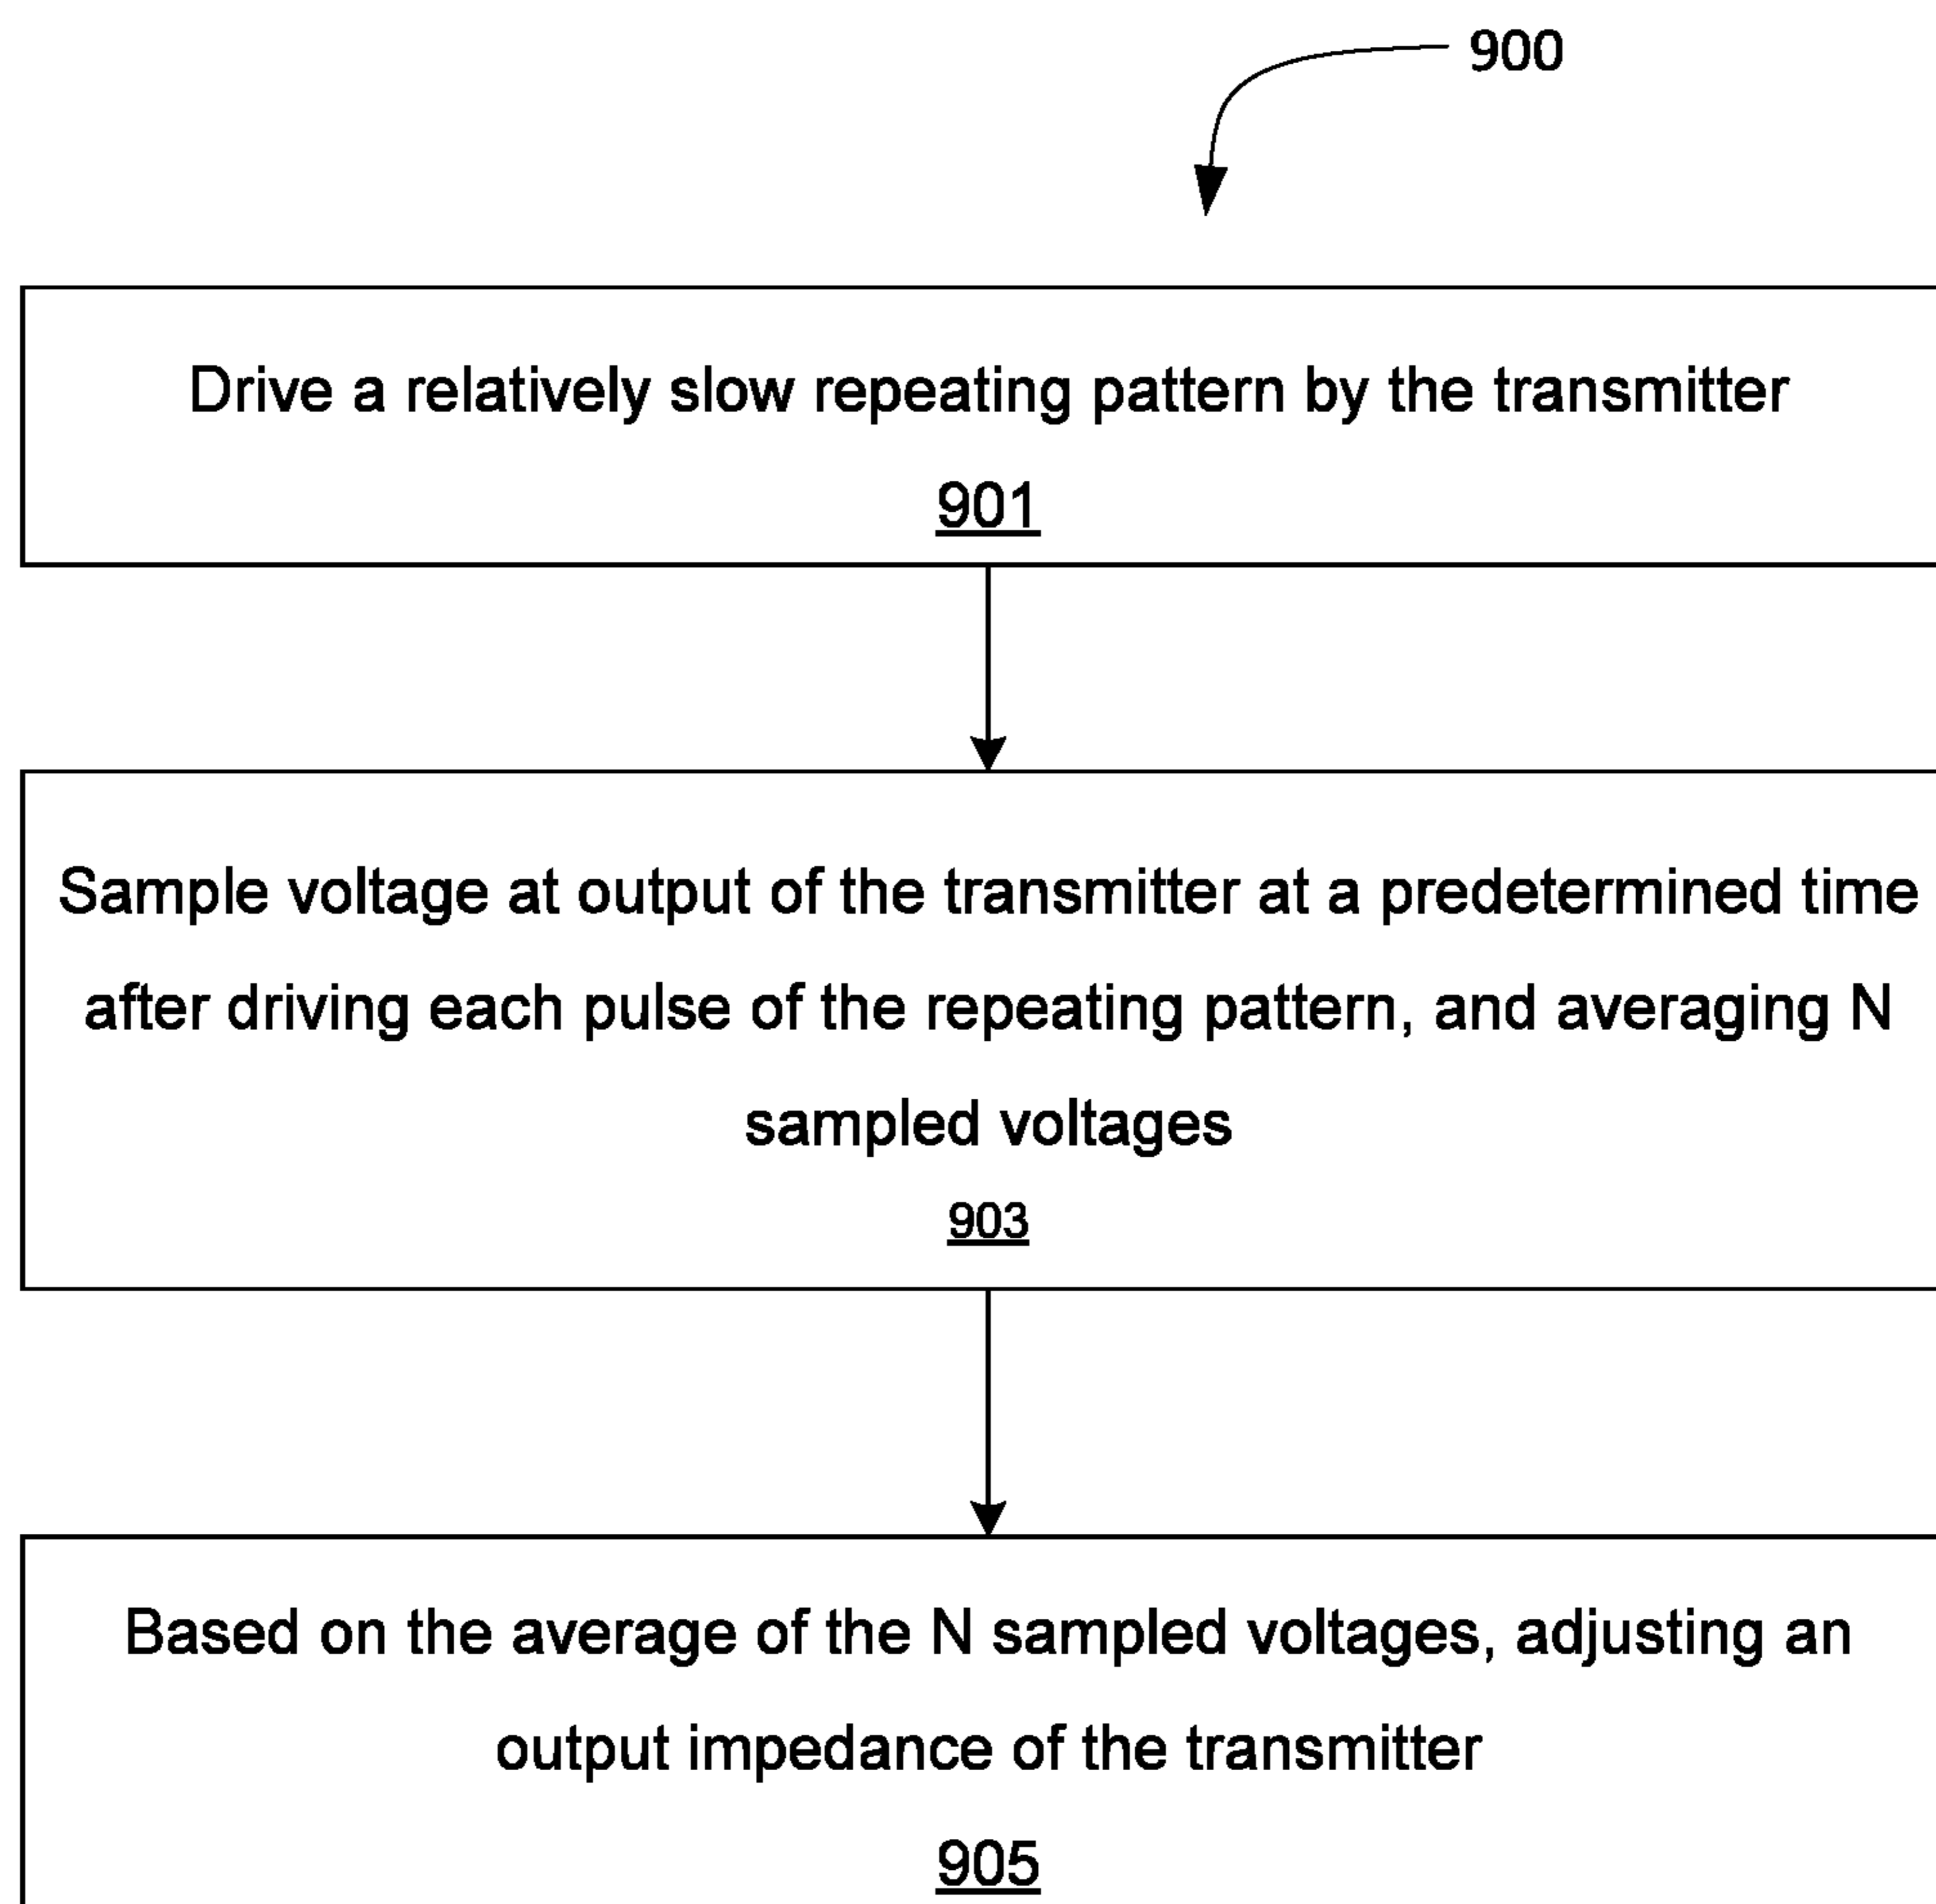 900
Drive a relatively slow repeating pattern by the transmitter
901
Sample voltage at output of the transmitter at a predetermined time
after driving each pulse of the repeating pattern, and averaging N
sampled voltages
903
Based on the average of the N sampled voltages, adjusting an
output impedance of the transmitter
905